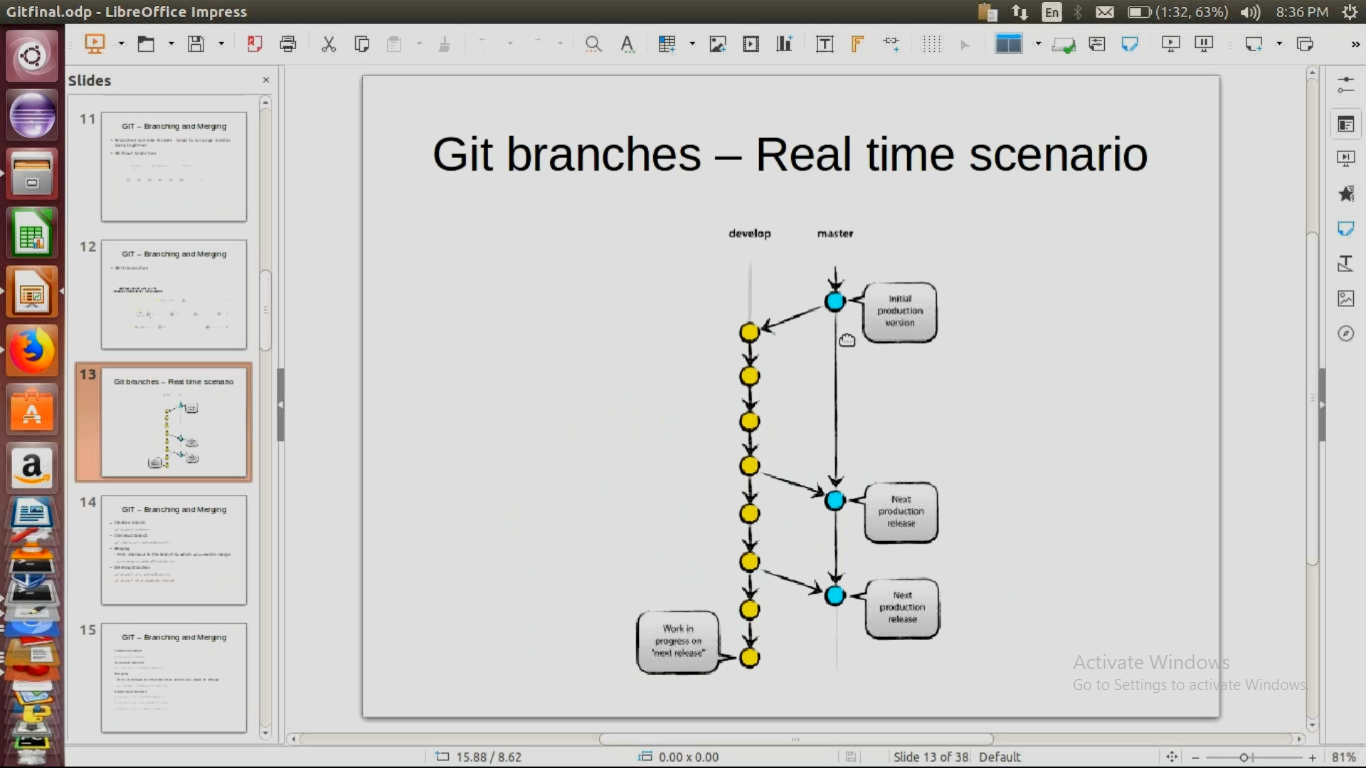 Gitfinal.odp - LibreOffice Impress
En
(1:32, 63%)
8:36 PM
Slides
11
GIT – Branching and Merging
12
GIT – Branching and Merging
13
Git branches – Real time scenario
14
GIT – Branching and Merging
15
GIT – Branching and Merging
Git branches – Real time scenario
develop
master
Initial
production
version
Next
production
release
Next
production
release
Work in
progress on
"next release"
Activate Windows
Go to Settings to activate Windows.
15.88 / 8.62
0.00 x 0.00
Slide 13 of 38
Default
81%